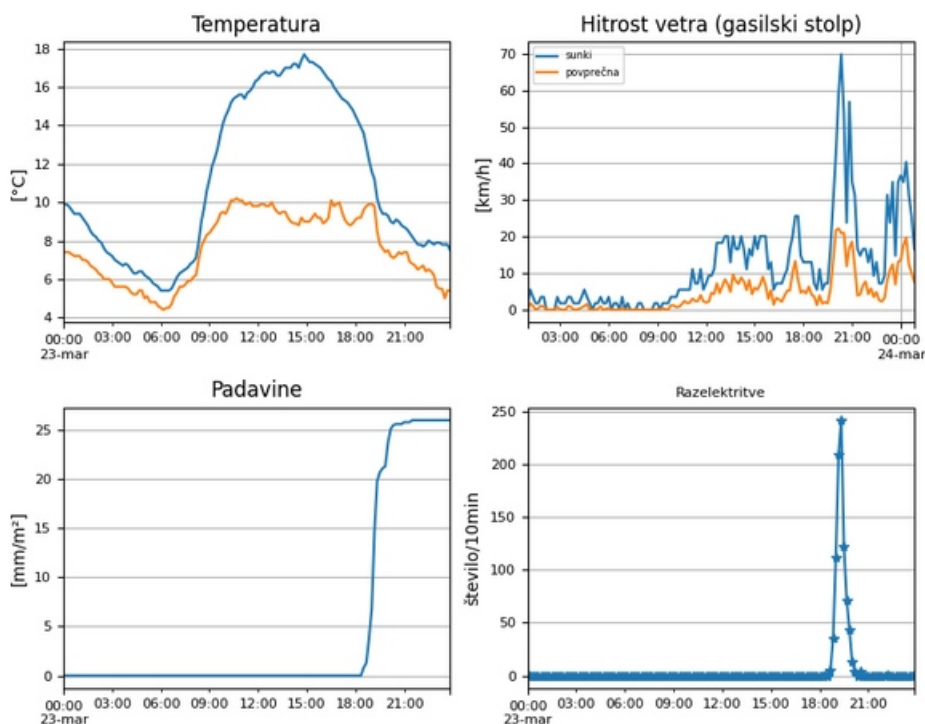 Temperatura
18
16
14
12
10
8
6
4
[°C]
00:00 03:00 06:00 09:00 12:00 15:00 18:00 21:00
23-mar
Hitrost vetra (gasilski stolp)
sunki
povprečna
70
60
50
40
30
20
10
0
[km/h]
03:00 06:00 09:00 12:00 15:00 18:00 21:00 00:00
24-mar
Padavine
25
20
15
10
5
0
[mm/m²]
00:00 03:00 06:00 09:00 12:00 15:00 18:00 21:00
23-mar
Razelektritve
250
200
150
100
50
0
število/10min
00:00 03:00 06:00 09:00 12:00 15:00 18:00 21:00
23-mar